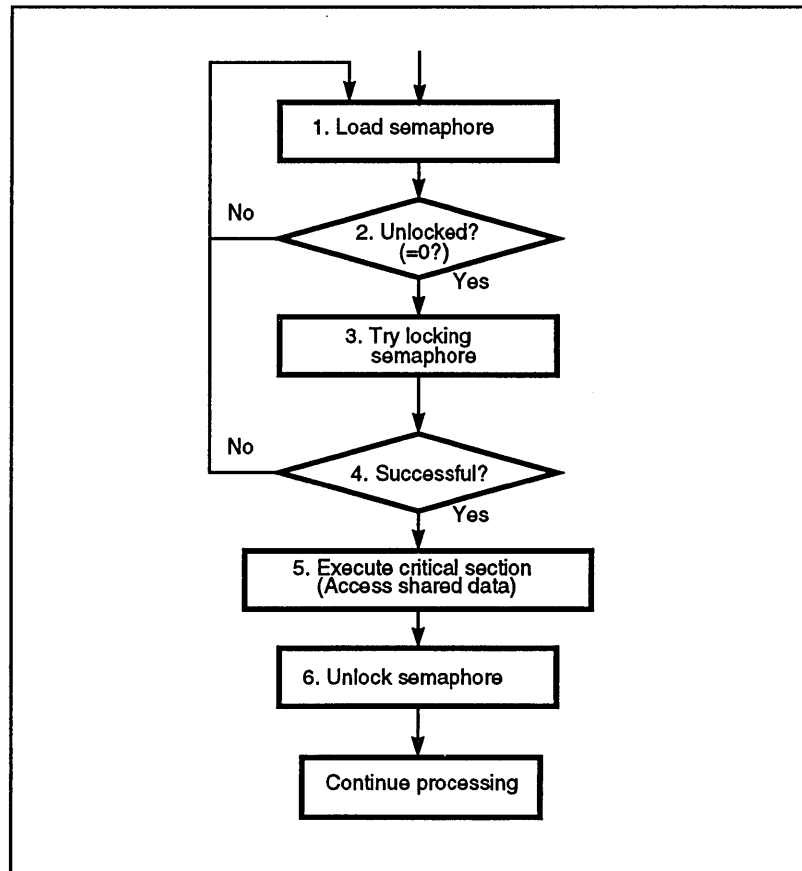 1. Load semaphore
No
2. Unlocked?
(=0?)
Yes
3. Try locking
semaphore
No
4. Successful?
Yes
5. Execute critical section
(Access shared data)
6. Unlock semaphore
Continue processing